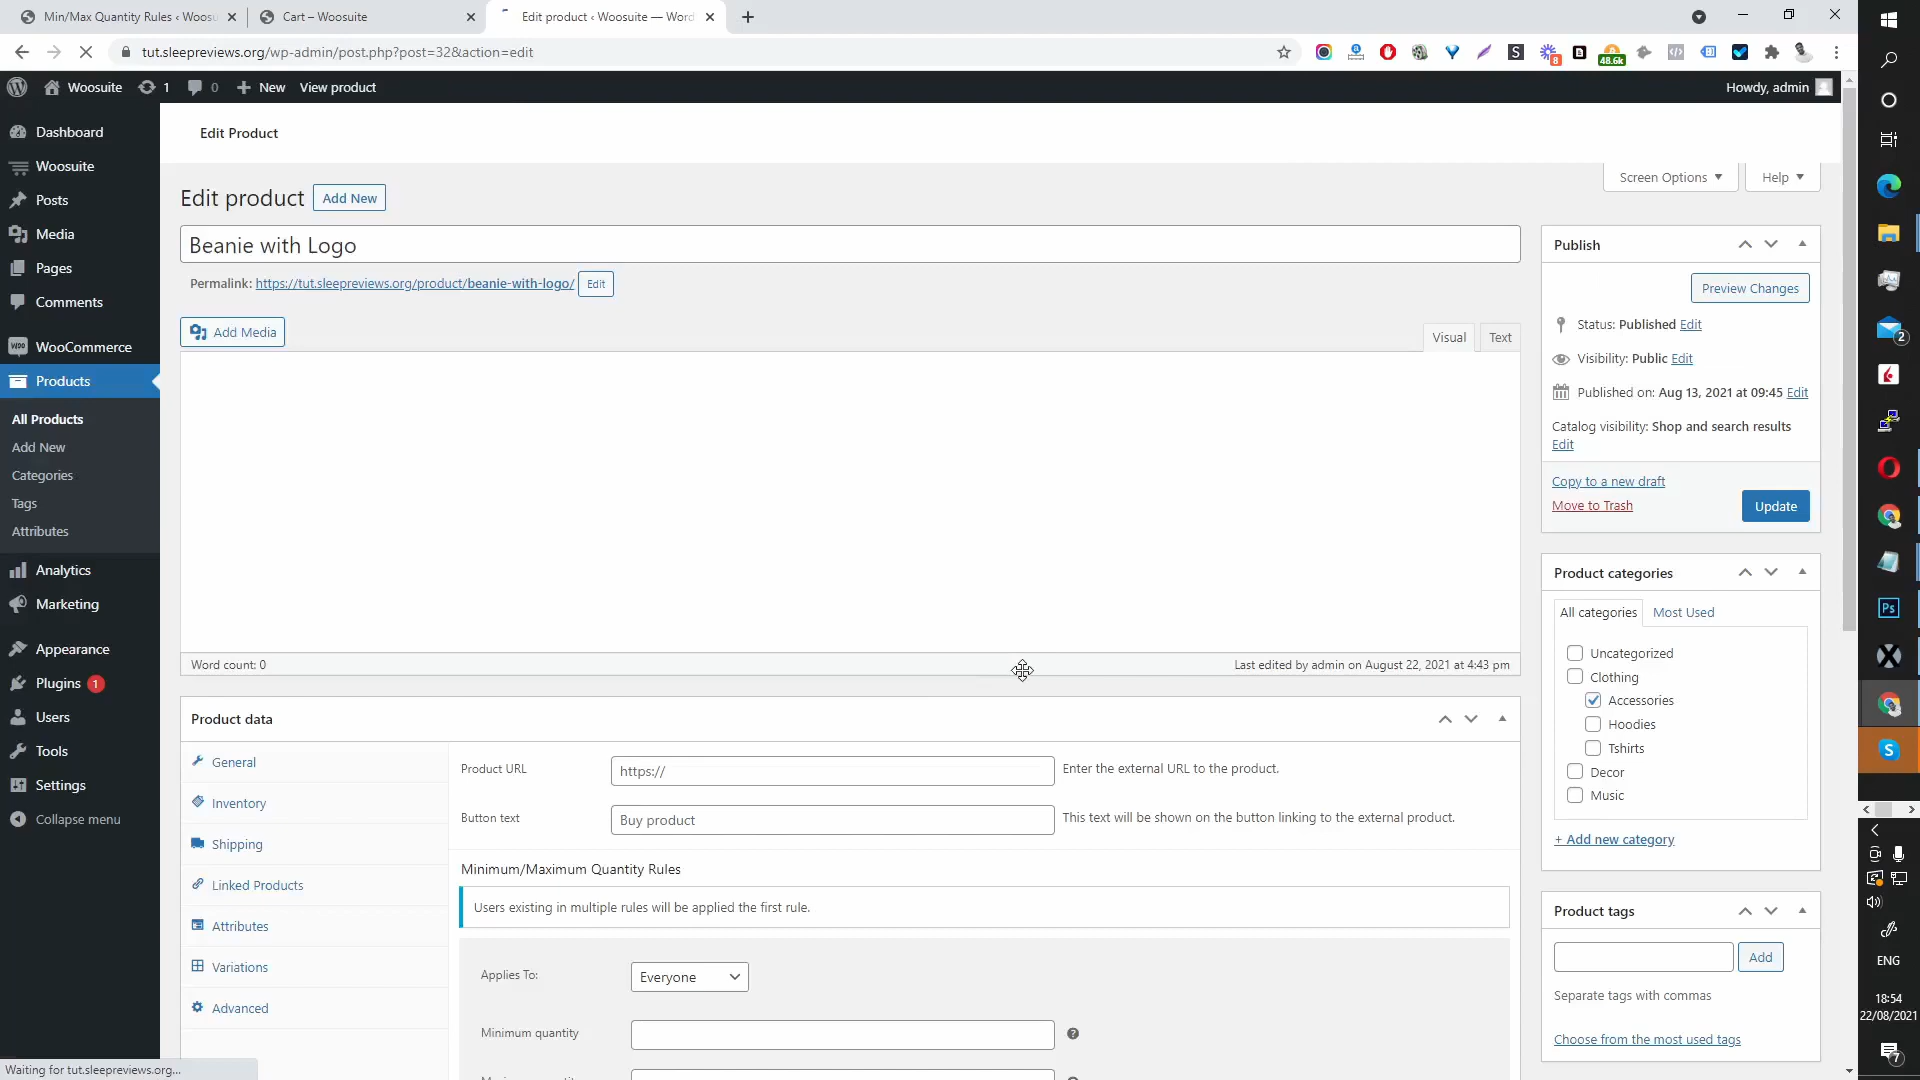 Min/Max Quantity Rules ‹ Woosu
Cart – Woosuite
Edit product ‹ Woosuite — Word
tut.sleepreviews.org/wp-admin/post.php?post=32&action=edit
8
48.6k
Woosuite
1
0
New
View product
Howdy, admin
Dashboard
Woosuite
Posts
Media
Pages
Comments
WooCommerce
Products
All Products
Add New
Categories
Tags
Attributes
Analytics
Marketing
Appearance
Plugins 1
Users
Tools
Settings
Collapse menu
Edit Product
Screen Options
Help
Edit product
Add New
Beanie with Logo
Permalink: https://tut.sleepreviews.org/product/beanie-with-logo/ Edit
Add Media
Visual
Text
Word count: 0
Last edited by admin on August 22, 2021 at 4:43 pm
Product data
General
Inventory
Shipping
Linked Products
Attributes
Variations
Advanced
Product URL
https://
Enter the external URL to the product.
Button text
Buy product
This text will be shown on the button linking to the external product.
Minimum/Maximum Quantity Rules
Users existing in multiple rules will be applied the first rule.
Applies To:
Everyone
Minimum quantity
Publish
Preview Changes
Status: Published Edit
Visibility: Public Edit
Published on: Aug 13, 2021 at 09:45 Edit
Catalog visibility: Shop and search results
Edit
Copy to a new draft
Move to Trash
Update
Product categories
All categories
Most Used
Uncategorized
Clothing
Accessories
Hoodies
Tshirts
Decor
Music
+ Add new category
Product tags
Add
Separate tags with commas
Choose from the most used tags
Waiting for tut.sleepreviews.org...
2
Ps
S
ENG
18:54
22/08/2021
7